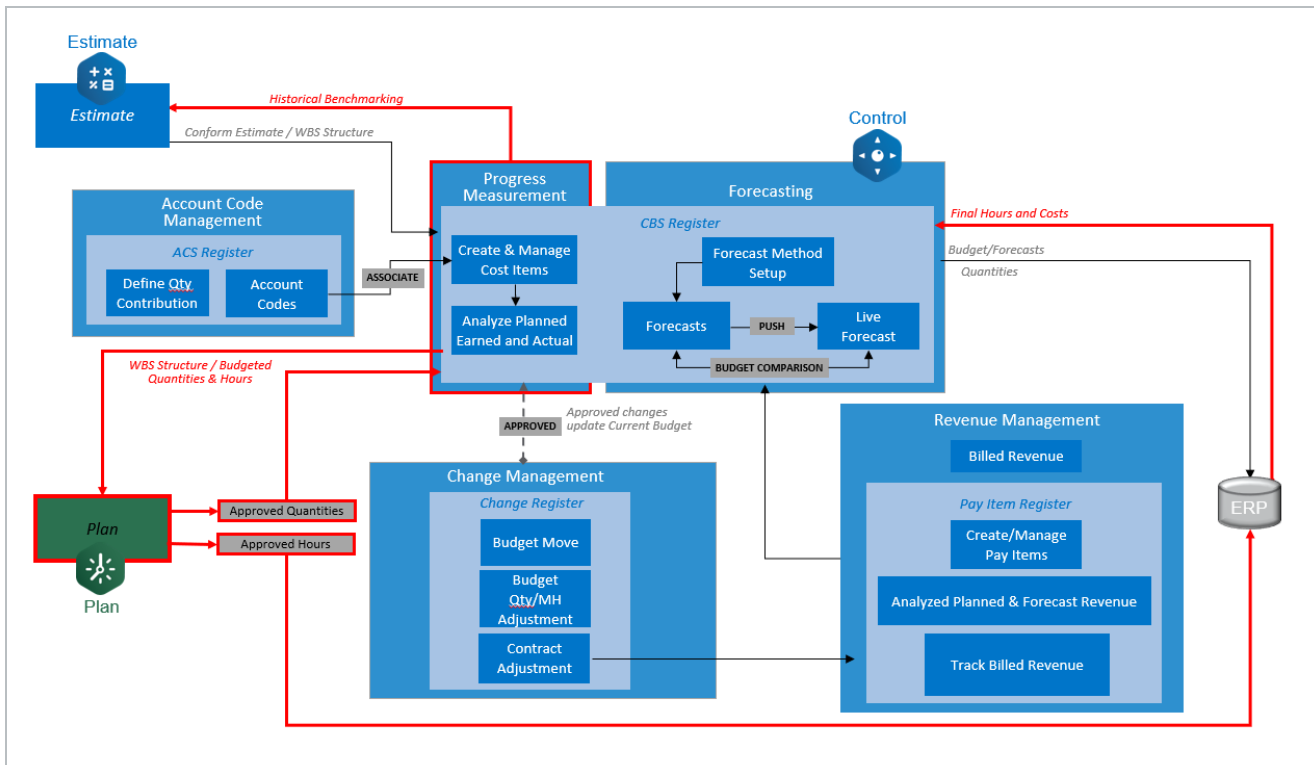 Estimate
Estimate
Historical Benchmarking
Conform Estimate / WBS Structure
Control
Progress
Measurement
Forecasting
Account Code
Management
CBS Register
Final Hours and Costs
ACS Register
Create & Manage
Cost Items
Forecast Method
Setup
Budget/Forecasts
Quantities
ASSOCIATE
Define Qty
Contribution
Account
Codes
Analyze Planned
Earned and Actual
Forecasts
PUSH
Live
Forecast
WBS Structure / Budgeted
Quantities & Hours
BUDGET COMPARISON
APPROVED
Approved changes
update Current Budget
Revenue Management
Billed Revenue
Change Management
Change Register
Pay Item Register
Plan
Approved Quantities
Approved Hours
ERP
Budget Move
Create/Manage
Pay Items
Budget
Qty/MH
Adjustment
Analyzed Planned & Forecast Revenue
Plan
Contract
Adjustment
Track Billed Revenue